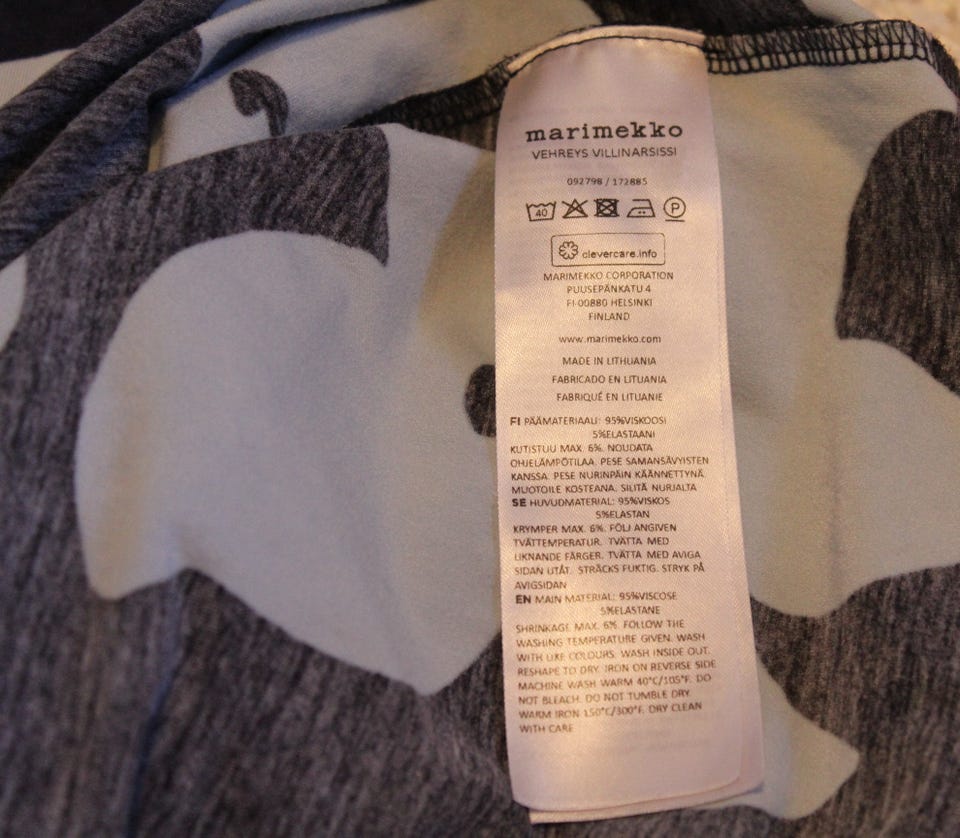 marimekko
VEHREYS VILLINARSISSI
092798 / 172885
40 P
clevercare.info
MARIMEKKO CORPORATION
PUUSEPÄNKATU 4
FI-00880 HELSINKI
FINLAND
www.marimekko.com
MADE IN LITHUANIA
FABRICADO EN LITUANIA
FABRIQUÉ EN LITUANIE
FI PÄÄMATERIAALI: 95%VISKOOSI
5%ELASTAANI
KUTISTUU MAX. 6%. NOUDATA
OHJELÄMPÖTILAA. PESE SAMANSÄVYISTEN
KANSSA. PESE NURINPÄIN KÄÄNNETTYNÄ.
MUOTOILE KOSTEANA. SILITÄ NURJALTA
SE HUVUDMATERIAL: 95%VISKOS
5%ELASTAN
KRYMPER MAX. 6%. FÖLJ ANGIVEN
TVÄTTEMPERATUR. TVÄTTA MED
LIKNANDE FÄRGER. TVÄTTA MED AVIGA
SIDAN UTÅT. STRÄCKS FUKTIG. STRYK PÅ
AVIGSIDAN
EN MAIN MATERIAL: 95%VISCOSE
5%ELASTANE
SHRINKAGE MAX. 6%. FOLLOW THE
WASHING TEMPERATURE GIVEN. WASH
WITH LIKE COLOURS. WASH INSIDE OUT.
RESHAPE TO DRY. IRON ON REVERSE SIDE
MACHINE WASH WARM 40°C/105°F. DO
NOT BLEACH. DO NOT TUMBLE DRY.
WARM IRON 150°C/300°F. DRY CLEAN
WITH CARE